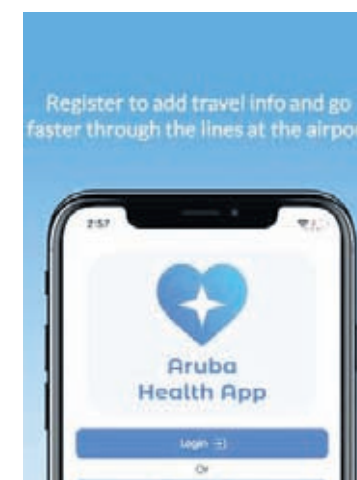 Register to add travel info and go
faster through the lines at the airpor
2:57
Aruba
Health App
Login
Or